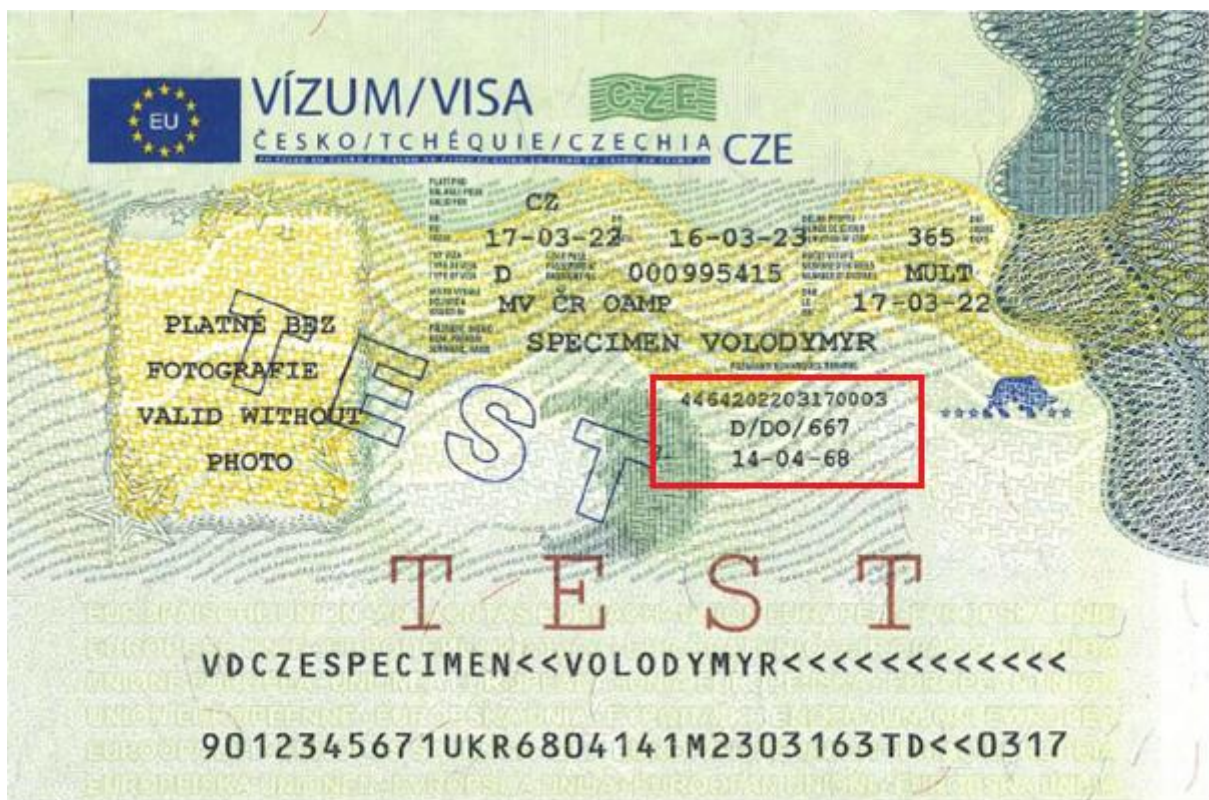 EU
VÍZUM/VISA CZE
ČESKO/TCHÉQUIE/CZECHIA CZE
CZ
17-03-22 16-03-23 365
D 000995415 MULT
MV ČR OAMP 17-03-22
SPECIMEN VOLODYMYR
PLATNÉ BEZ
FOTOGRAFIE
VALID WITHOUT
PHOTO
TEST
4464202203170003
D/DO/667
14-04-68
TEST
VDCZESPECIMEN<<VOLODYMYR<<<<<<<<<<<<
9012345671UKR6804141M2303163TD<<0317